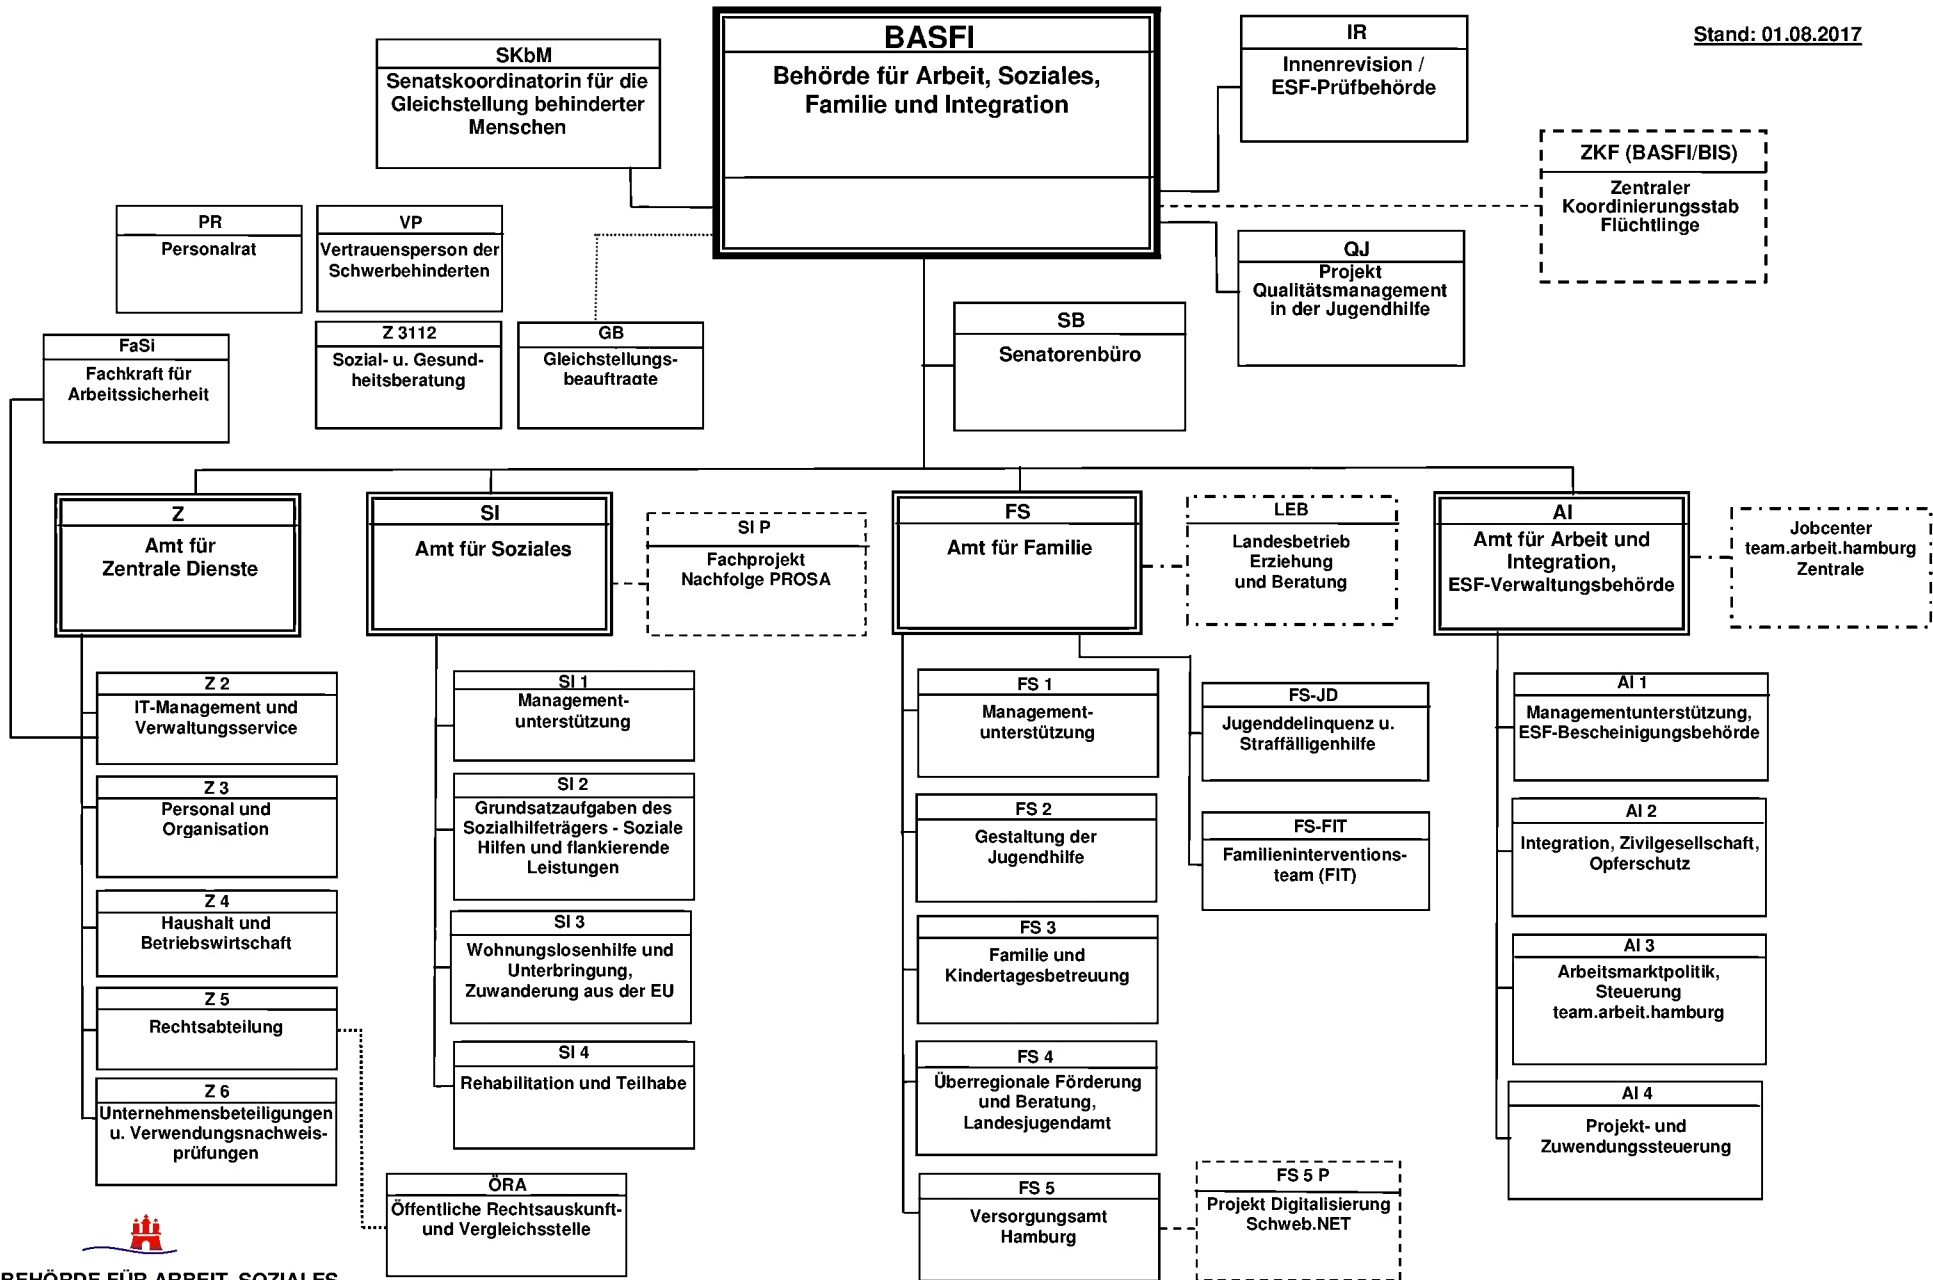 Stand: 01.08.2017
BASFI
Behörde für Arbeit, Soziales,
Familie und Integration
SKbM
Senatskoordinatorin für die
Gleichstellung behinderter
Menschen
IR
Innenrevision /
ESF-Prüfbehörde
ZKF (BASFI/BIS)
Zentraler
Koordinierungsstab
Flüchtlinge
PR
Personalrat
VP
Vertrauensperson der
Schwerbehinderten
QJ
Projekt
Qualitätsmanagement
in der Jugendhilfe
FaSi
Fachkraft für
Arbeitssicherheit
Z 3112
Sozial- u. Gesund-
heitsberatung
GB
Gleichstellungs-
beauftragte
SB
Senatorenbüro
Z
Amt für
Zentrale Dienste
SI
Amt für Soziales
SI P
Fachprojekt
Nachfolge PROSA
FS
Amt für Familie
LEB
Landesbetrieb
Erziehung
und Beratung
AI
Amt für Arbeit und
Integration,
ESF-Verwaltungsbehörde
Jobcenter
team.arbeit.hamburg
Zentrale
Z 2
IT-Management und
Verwaltungsservice
Z 3
Personal und
Organisation
Z 4
Haushalt und
Betriebswirtschaft
Z 5
Rechtsabteilung
Z 6
Unternehmensbeteiligungen
u. Verwendungsnachweis-
prüfungen
SI 1
Management-
unterstützung
SI 2
Grundsatzaufgaben des
Sozialhilfeträgers - Soziale
Hilfen und flankierende
Leistungen
SI 3
Wohnungslosenhilfe und
Unterbringung,
Zuwanderung aus der EU
SI 4
Rehabilitation und Teilhabe
ÖRA
Öffentliche Rechtsauskunft-
und Vergleichsstelle
FS 1
Management-
unterstützung
FS 2
Gestaltung der
Jugendhilfe
FS 3
Familie und
Kindertagesbetreuung
FS 4
Überregionale Förderung
und Beratung,
Landesjugendamt
FS 5
Versorgungsamt
Hamburg
FS-JD
Jugenddelinquenz u.
Straffälligenhilfe
FS-FIT
Familieninterventions-
team (FIT)
FS 5 P
Projekt Digitalisierung
Schweb.NET
AI 1
Managementunterstützung,
ESF-Bescheinigungsbehörde
AI 2
Integration, Zivilgesellschaft,
Opferschutz
AI 3
Arbeitsmarktpolitik,
Steuerung
team.arbeit.hamburg
AI 4
Projekt- und
Zuwendungssteuerung
BEHÖRDE FÜR ARBEIT, SOZIALES,